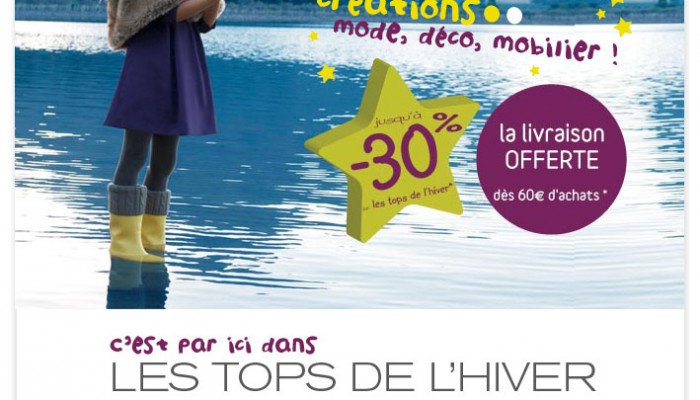 créations
mode, déco, mobilier !
jusqu'à
-30%
sur les tops de l'hiver*
la livraison
OFFERTE
dès 60€ d'achats*
c'est par ici dans
LES TOPS DE L'HIVER